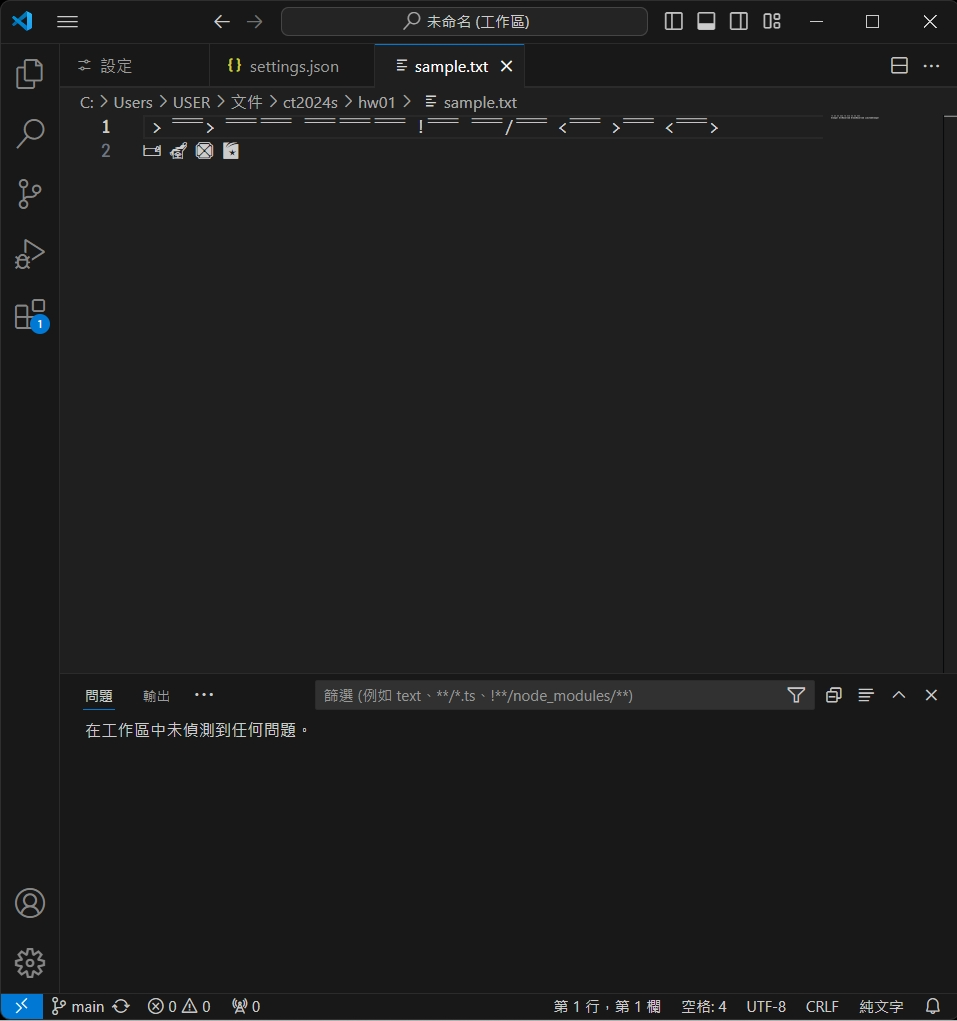 未命名 (工作區)
設定
settings.json
sample.txt
C: > Users > USER > 文件 > ct2024s > hw01 > sample.txt
1
2
1
問題
輸出
篩選 (例如 text、**/*.ts、!**/node_modules/**)
在工作區中未偵測到任何問題。
main
0
0
0
第 1 行，第 1 欄
空格: 4
UTF-8
CRLF
純文字